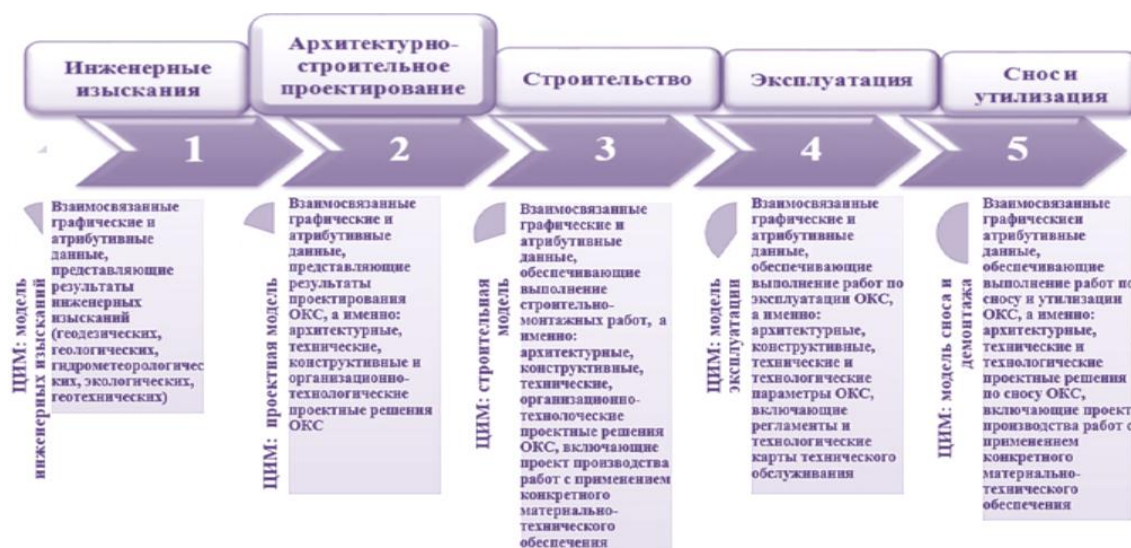 Инженерные
изыскания
Архитектурно-
строительное
проектирование
Строительство
Эксплуатация
Снос и
утилизация
1
2
3
4
5
ЦИМ: модель
инженерных изысканий
Взаимосвязанные
графические и
атрибутивные
данные,
представляющие
результаты
инженерных
изысканий
(геодезических,
геологических,
гидрометеорологичес
ких, экологических,
геотехнических)
ЦИМ: проектная модель
Взаимосвязанные
графические и
атрибутивные
данные,
представляющие
результаты
проектирования
ОКС, а именно:
архитектурные,
технические,
конструктивные и
организационно-
технологические
проектные решения
ОКС
ЦИМ: строительная
модель
Взаимосвязанные
графические и
атрибутивные
данные,
обеспечивающие
выполнение
строительно-
монтажных работ, а
именно:
архитектурные,
конструктивные,
технические,
организационно-
технолоческие
проектные решения
ОКС, включающие
проект производства
работ с применением
конкретного
материально-
технического
обеспечения
ЦИМ: модель
эксплуатации
Взаимосвязанные
графические и
атрибутивные
данные,
обеспечивающие
выполнение работ по
эксплуатации ОКС,
а именно:
архитектурные,
конструктивные,
технические и
технологические
параметры ОКС,
включающие
регламенты и
технологические
карты технического
обслуживания
ЦИМ: модель сноса и
демонтажа
Взаимосвязанные
графическиеи
атрибутивные
данные,
обеспечивающие
выполнение работ по
сносу и утилизации
ОКС, а именно:
архитектурные,
технические и
технологические
проектные решения
по сносу ОКС,
включающие проект
производства работ с
применением
конкретного
материально-
технического
обеспечения